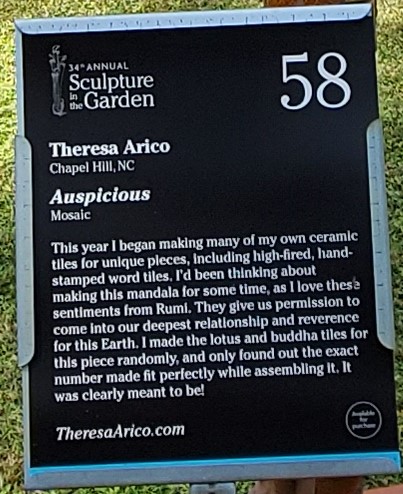 34th ANNUAL
Sculpture
in the Garden
58
Theresa Arico
Chapel Hill, NC
Auspicious
Mosaic
This year I began making many of my own ceramic
tiles for unique pieces, including high-fired, hand-
stamped word tiles. I'd been thinking about
making this mandala for some time, as I love these
sentiments from Rumi. They give us permission to
come into our deepest relationship and reverence
for this Earth. I made the lotus and buddha tiles for
this piece randomly, and only found out the exact
number made fit perfectly while assembling it. It
was clearly meant to be!
TheresaArico.com
Available
for
purchase